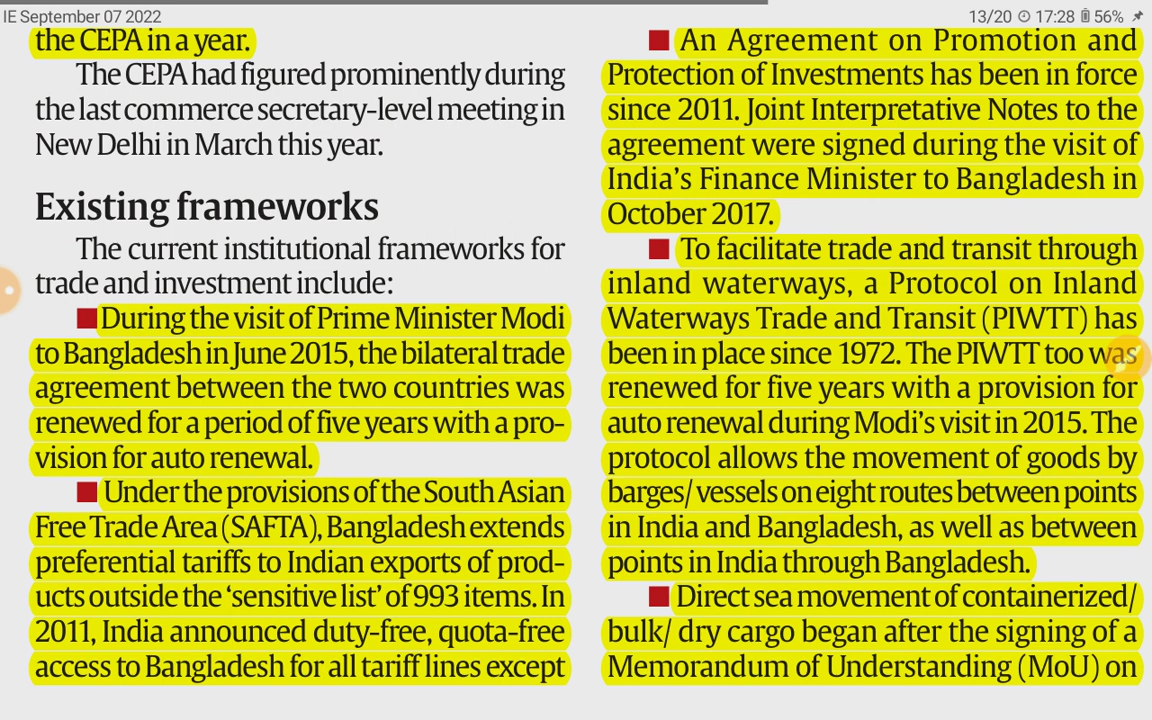 IE September 07 2022
13/20 17:28 56%
the CEPA in a year.
The CEPA had figured prominently during
the last commerce secretary-level meeting in
New Delhi in March this year.
Existing frameworks
The current institutional frameworks for
trade and investment include:
During the visit of Prime Minister Modi
to Bangladesh in June 2015, the bilateral trade
agreement between the two countries was
renewed for a period of five years with a pro-
vision for auto renewal.
Under the provisions of the South Asian
Free Trade Area (SAFTA), Bangladesh extends
preferential tariffs to Indian exports of prod-
ucts outside the ‘sensitive list’ of 993 items. In
2011, India announced duty-free, quota-free
access to Bangladesh for all tariff lines except
An Agreement on Promotion and
Protection of Investments has been in force
since 2011. Joint Interpretative Notes to the
agreement were signed during the visit of
India’s Finance Minister to Bangladesh in
October 2017.
To facilitate trade and transit through
inland waterways, a Protocol on Inland
Waterways Trade and Transit (PIWTT) has
been in place since 1972. The PIWTT too was
renewed for five years with a provision for
auto renewal during Modi’s visit in 2015. The
protocol allows the movement of goods by
barges/ vessels on eight routes between points
in India and Bangladesh, as well as between
points in India through Bangladesh.
Direct sea movement of containerized/
bulk/ dry cargo began after the signing of a
Memorandum of Understanding (MoU) on